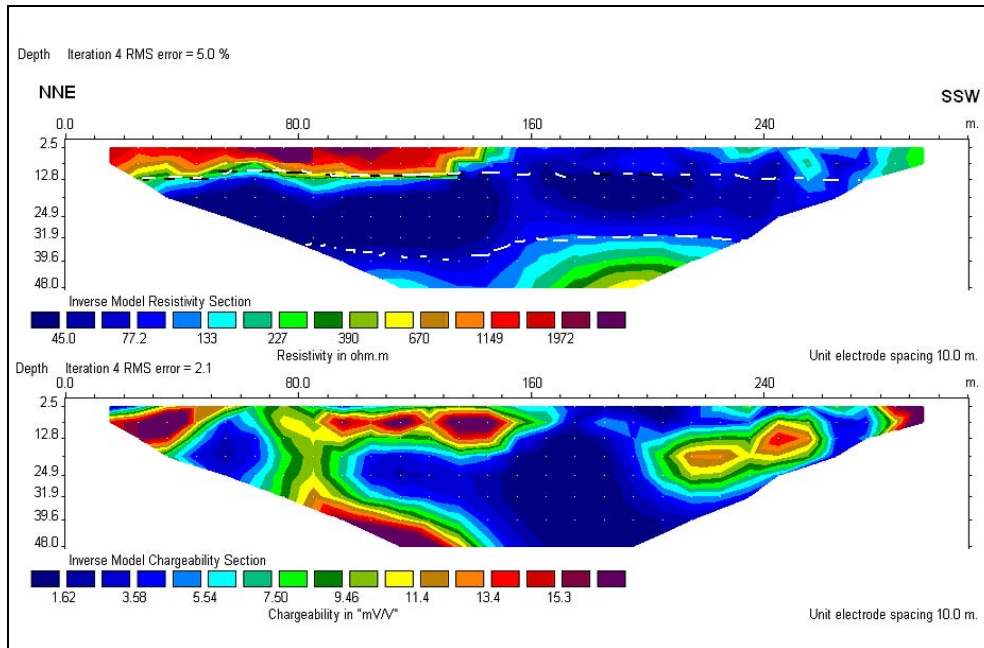 Depth Iteration 4 RMS error = 5.0 %
NNE SSW
0.0 80.0 160 240 m.
2.5
12.8
24.9
31.9
39.6
48.0
Inverse Model Resistivity Section
45.0 77.2 133 227 390 670 1149 1972
Resistivity in ohm.m Unit electrode spacing 10.0 m.
Depth Iteration 4 RMS error = 2.1
0.0 80.0 160 240 m.
2.5
12.8
24.9
31.9
39.6
48.0
Inverse Model Chargeability Section
1.62 3.58 5.54 7.50 9.46 11.4 13.4 15.3
Chargeability in "mV/V" Unit electrode spacing 10.0 m.